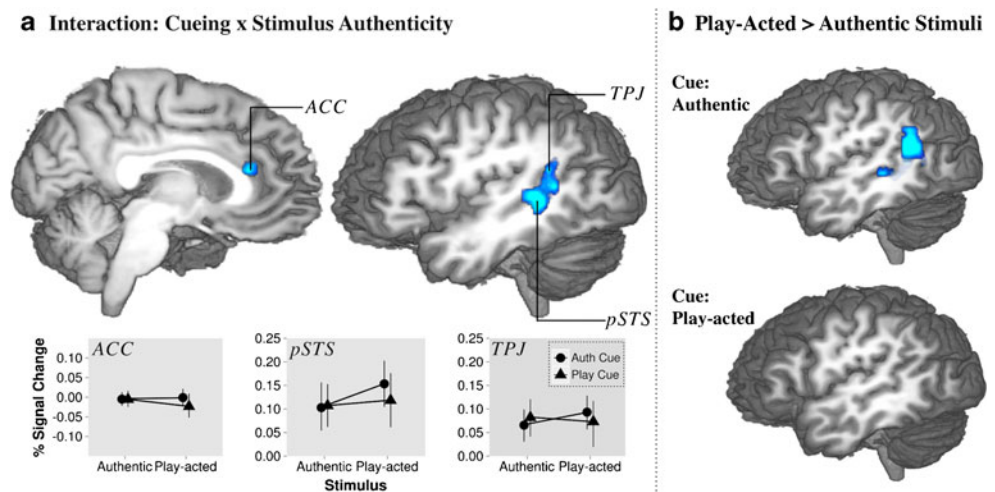 a Interaction: Cueing x Stimulus Authenticity
ACC
TPJ
pSTS
% Signal Change
ACC
0.10
0.05
0.00
-0.05
-0.10
Authentic Play-acted
pSTS
0.25
0.20
0.15
0.10
0.05
0.00
Authentic Play-acted
Stimulus
TPJ
0.25
0.20
0.15
0.10
0.05
0.00
Auth Cue
Play Cue
Authentic Play-acted
b Play-Acted > Authentic Stimuli
Cue:
Authentic
Cue:
Play-acted